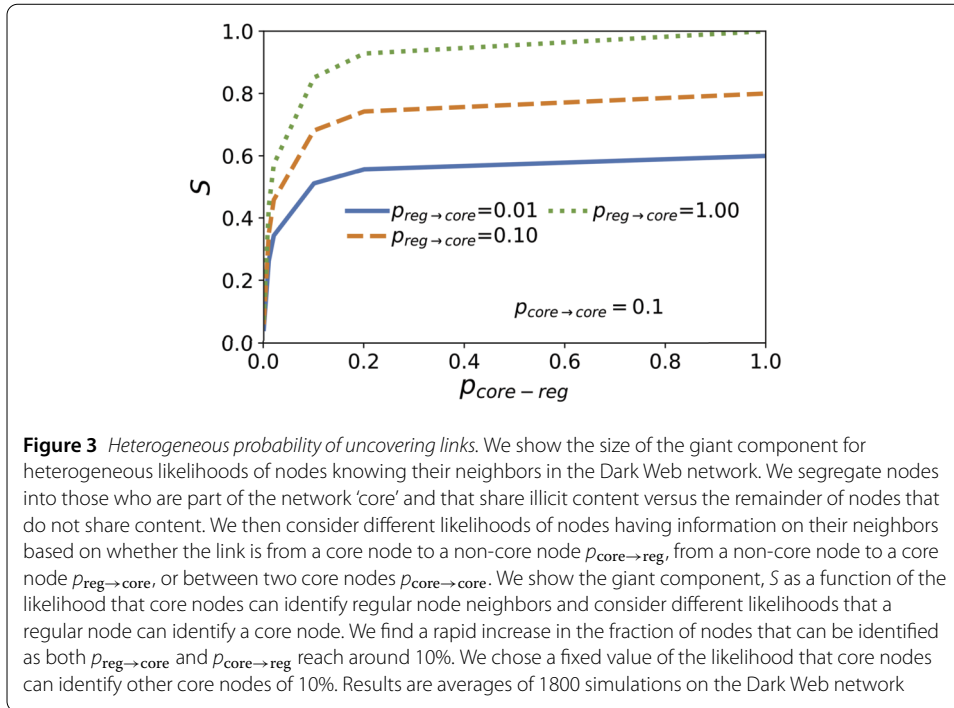 1.0
0.8
0.6
0.4
0.2
0.0
S
p_reg→core=0.01
p_reg→core=0.10
p_reg→core=1.00
p_core→core = 0.1
0.0 0.2 0.4 0.6 0.8 1.0
p_core−reg
Figure 3 Heterogeneous probability of uncovering links. We show the size of the giant component for
heterogeneous likelihoods of nodes knowing their neighbors in the Dark Web network. We segregate nodes
into those who are part of the network ‘core’ and that share illicit content versus the remainder of nodes that
do not share content. We then consider different likelihoods of nodes having information on their neighbors
based on whether the link is from a core node to a non-core node p_core→reg, from a non-core node to a core
node p_reg→core, or between two core nodes p_core→core. We show the giant component, S as a function of the
likelihood that core nodes can identify regular node neighbors and consider different likelihoods that a
regular node can identify a core node. We find a rapid increase in the fraction of nodes that can be identified
as both p_reg→core and p_core→reg reach around 10%. We chose a fixed value of the likelihood that core nodes
can identify other core nodes of 10%. Results are averages of 1800 simulations on the Dark Web network